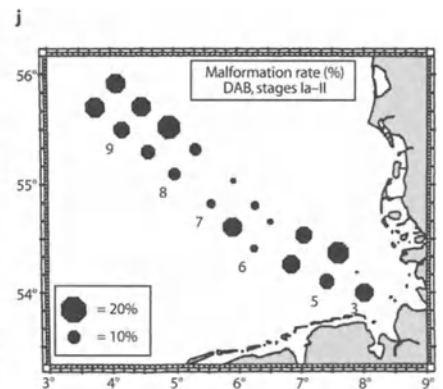 j
Malformation rate (%)
DAB, stages Ia–II
56°
55°
54°
9
8
7
6
5
3
= 20%
= 10%
3° 4° 5° 6° 7° 8° 9°